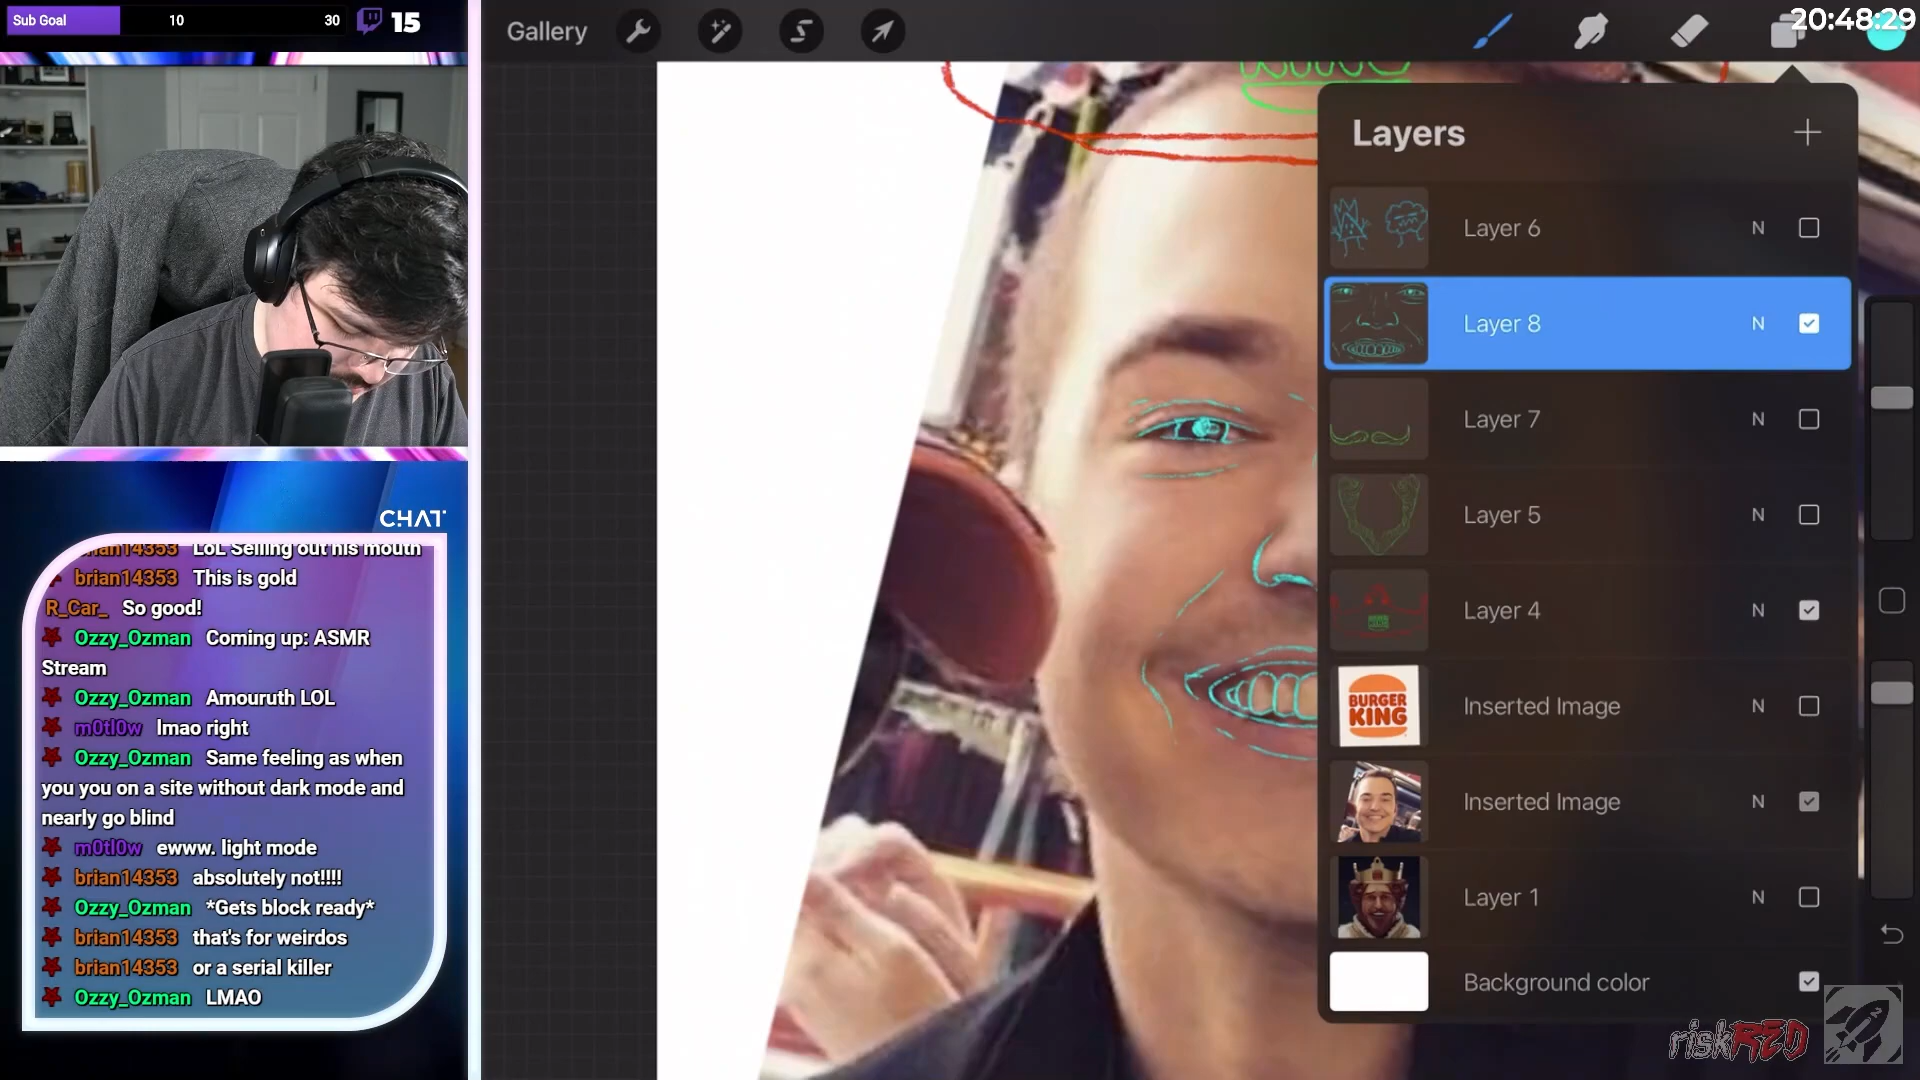 Sub Goal 10 30 15
Gallery
20:48:29
Layers
Layer 6 N
Layer 8 N
Layer 7 N
Layer 5 N
Layer 4 N
BURGER
KING
Inserted Image N
Inserted Image N
Layer 1 N
Background color
riskRED
CHAT
brian14353 LoL Selling out his mouth
brian14353 This is gold
R_Car_ So good!
Ozzy_Ozman Coming up: ASMR
Stream
Ozzy_Ozman Amouruth LOL
m0tl0w lmao right
Ozzy_Ozman Same feeling as when
you you on a site without dark mode and
nearly go blind
m0tl0w ewww. light mode
brian14353 absolutely not!!!!
Ozzy_Ozman *Gets block ready*
brian14353 that's for weirdos
brian14353 or a serial killer
Ozzy_Ozman LMAO